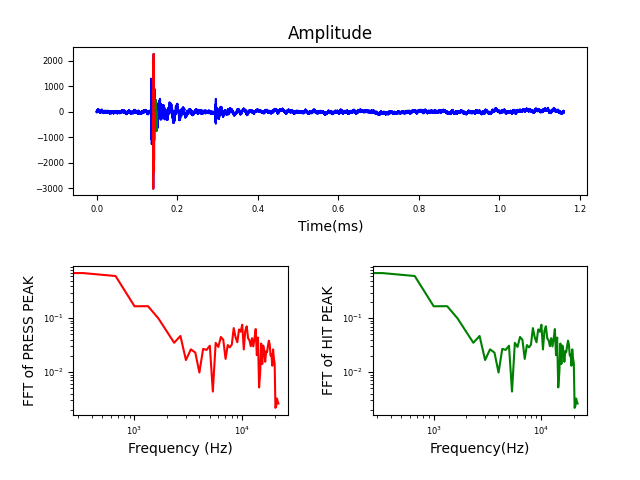 Amplitude
2000
1000
0
−1000
−2000
−3000
0.0 0.2 0.4 0.6 0.8 1.0 1.2
Time(ms)
FFT of PRESS PEAK
10⁻¹
10⁻²
10³ 10⁴
Frequency (Hz)
FFT of HIT PEAK
10⁻¹
10⁻²
10³ 10⁴
Frequency(Hz)